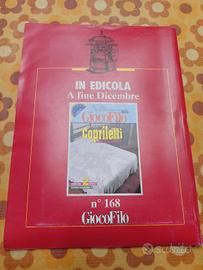 IN EDICOLA
A fine Dicembre
GiocoFilo
Copriletti
n° 168
GiocoFilo